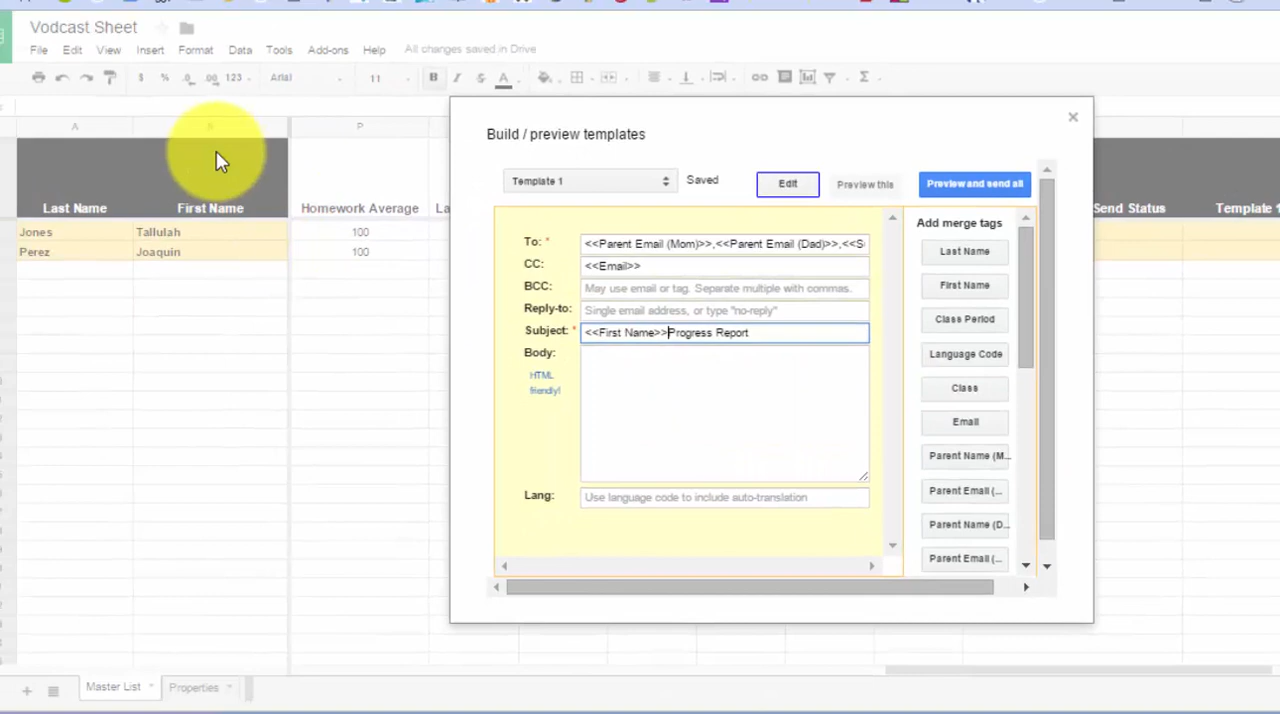 Vodcast Sheet
File Edit View Insert Format Data Tools Add-ons Help All changes saved in Drive
$ % .0 .00 123 Arial 11 B I S A Σ
A B P
Last Name First Name Homework Average Send Status Template 1
Jones Tallulah 100
Perez Joaquin 100
Build / preview templates
Template 1 Saved Edit Preview this Preview and send all
Add merge tags
To: * <<Parent Email (Mom)>>,<<Parent Email (Dad)>>,<<S
CC: <<Email>>
BCC: May use email or tag. Separate multiple with commas.
Reply-to: Single email address, or type "no-reply"
Subject: * <<First Name>>Progress Report
Body:
HTML
friendly!
Lang: Use language code to include auto-translation
Last Name
First Name
Class Period
Language Code
Class
Email
Parent Name (M...
Parent Email (...
Parent Name (D...
Parent Email (...
Master List Properties